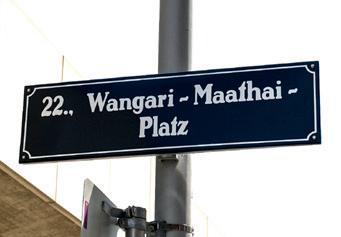 22., Wangari-Maathai-
Platz